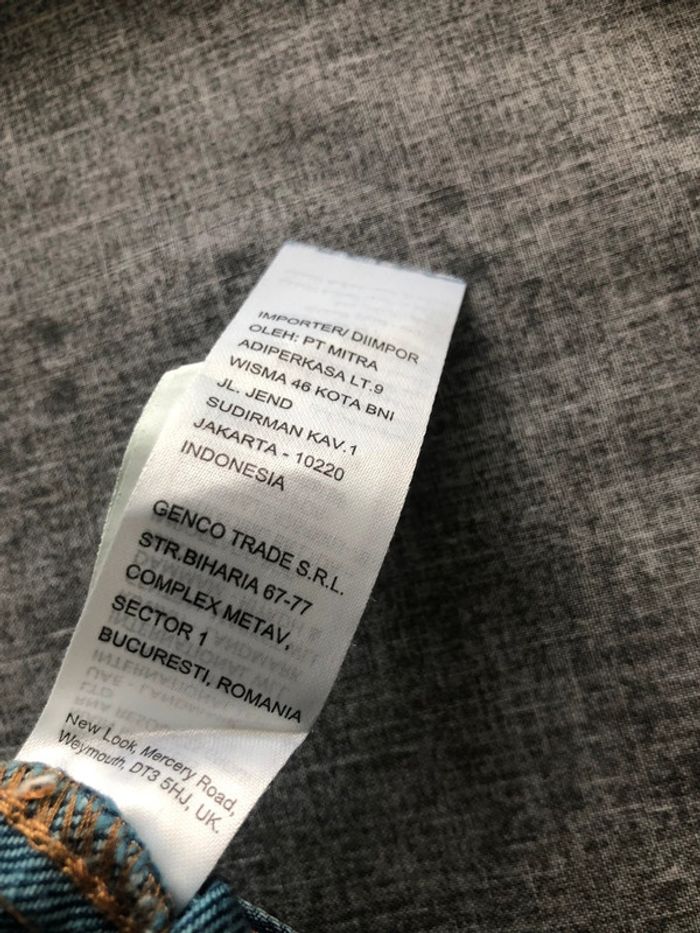 IMPORTER/ DIIMPOR
OLEH: PT MITRA
ADIPERKASA LT.9
WISMA 46 KOTA BNI
JL. JEND
SUDIRMAN KAV.1
JAKARTA - 10220
INDONESIA
GENCO TRADE S.R.L.
STR.BIHARIA 67-77
COMPLEX METAV,
SECTOR 1
BUCURESTI, ROMANIA
New Look, Mercery Road,
Weymouth, DT3 5HJ, UK.